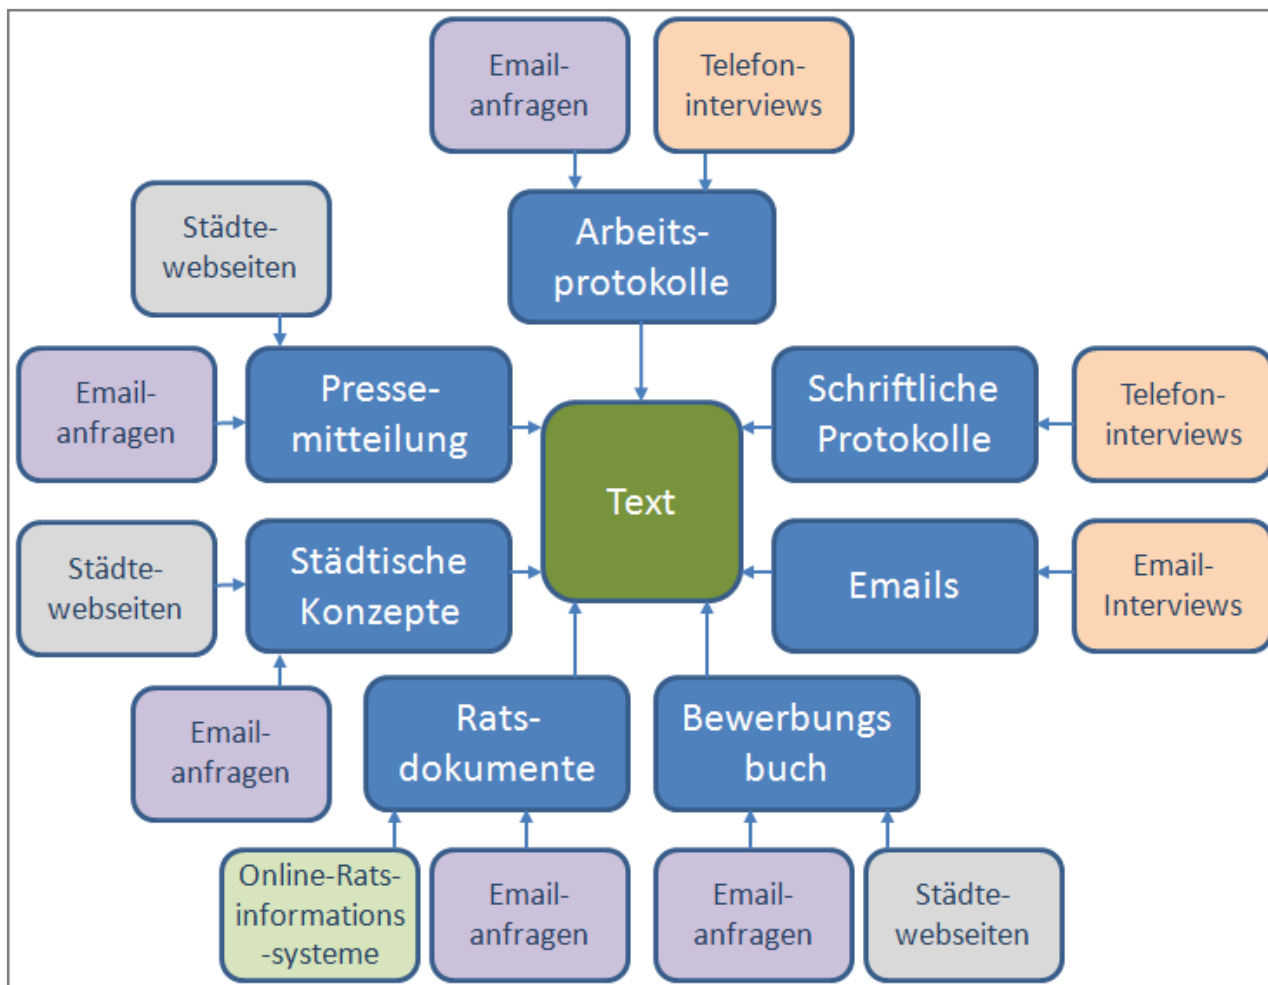 Email-
anfragen
Telefon-
interviews
Städte-
webseiten
Arbeits-
protokolle
Email-
anfragen
Presse-
mitteilung
Schriftliche
Protokolle
Telefon-
interviews
Text
Städte-
webseiten
Städtische
Konzepte
Emails
Email-
Interviews
Email-
anfragen
Rats-
dokumente
Bewerbungs
buch
Online-Rats-
informations
-systeme
Email-
anfragen
Email-
anfragen
Städte-
webseiten